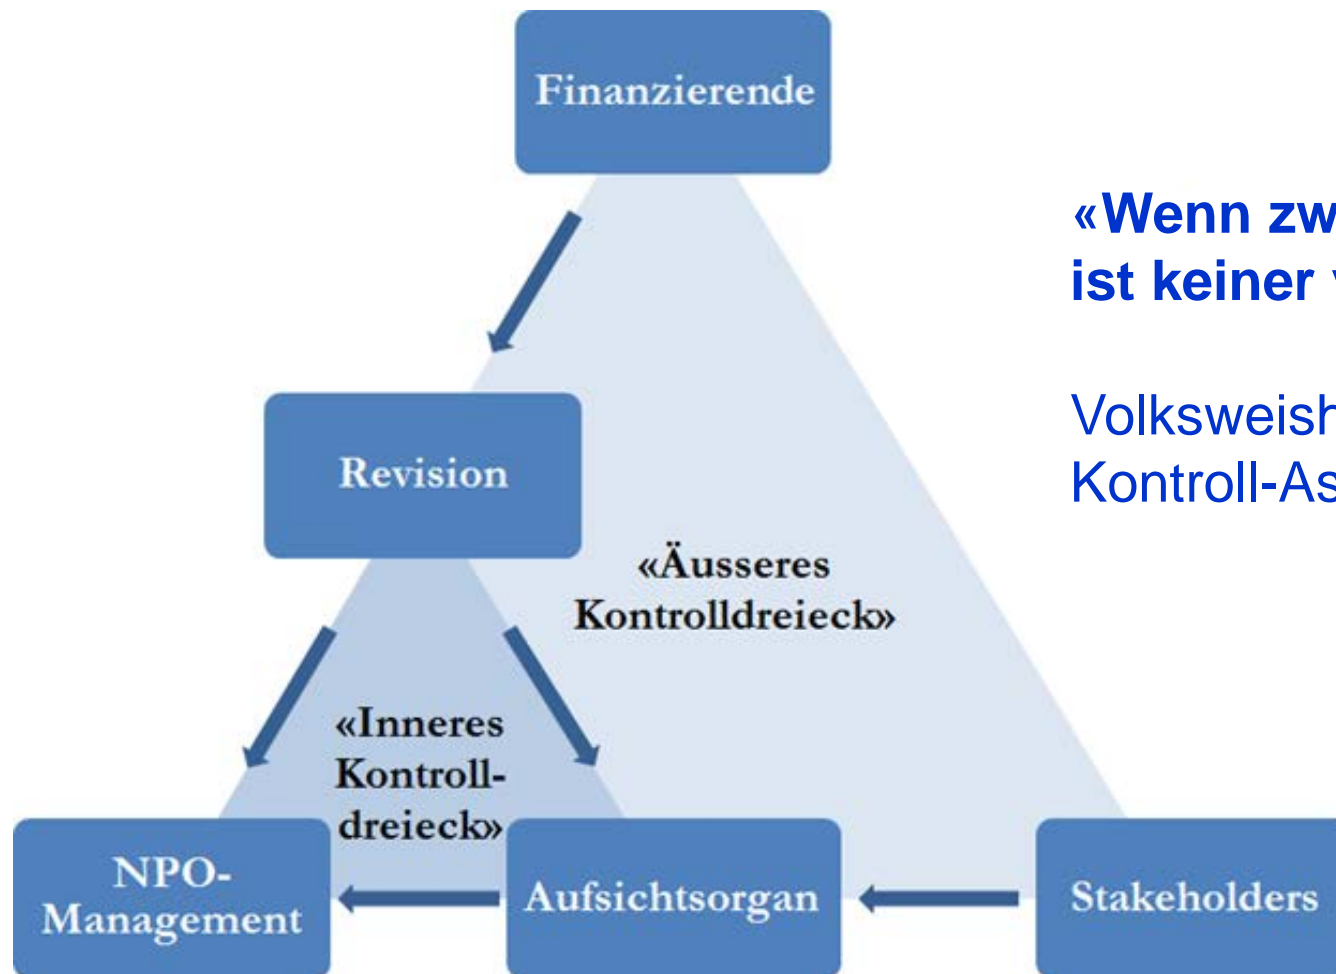 Finanzierende
«Wenn zw
ist keiner
Volksweish
Kontroll-As
Revision
«Äusseres
Kontrolldreieck»
«Inneres
Kontroll-
dreieck»
NPO-
Management
Aufsichtsorgan
Stakeholders